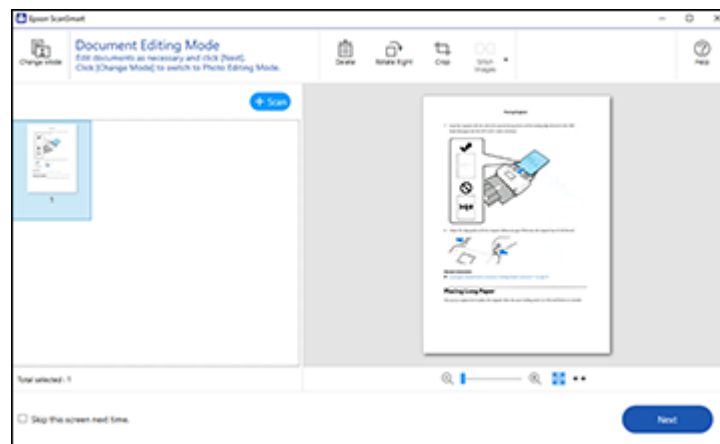 Epson ScanSmart
Change Mode
Document Editing Mode
Edit documents as necessary and click [Next].
Click [Change Mode] to switch to Photo Editing Mode.
Delete
Rotate Right
Crop
Stitch Images
Help
+ Scan
1
Placing Long Paper
Total selected : 1
Skip this screen next time.
Next